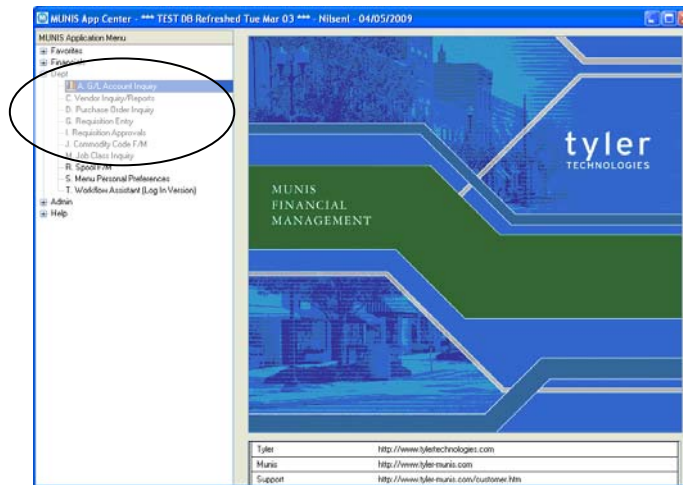 MUNIS App Center - *** TEST DB Refreshed Tue Mar 03 *** - Nilsenl - 04/05/2009
MUNIS Application Menu
Favorites
Financials
Dept
A. G/L Account Inquiry
C. Vendor Inquiry/Reports
D. Purchase Order Inquiry
G. Requisition Entry
I. Requisition Approvals
J. Commodity Code F/M
M. Job Class Inquiry
R. Spool F/M
S. Menu Personal Preferences
T. Workflow Assistant (Log In Version)
Admin
Help
tyler
TECHNOLOGIES
MUNIS
FINANCIAL
MANAGEMENT
Tyler http://www.tylertechnologies.com
Munis http://www.tyler-munis.com
Support http://www.tyler-munis.com/customer.htm